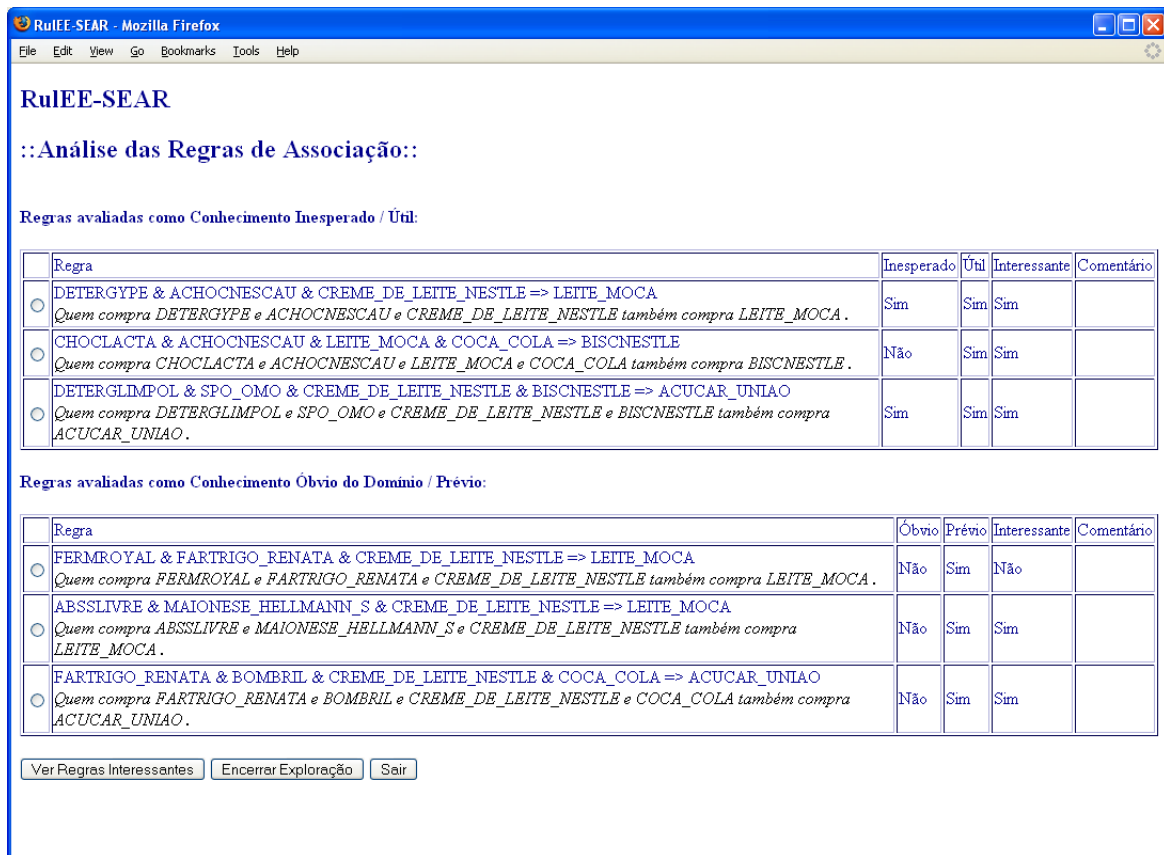 RulEE-SEAR - Mozilla Firefox
File Edit View Go Bookmarks Tools Help
RulEE-SEAR
::Análise das Regras de Associação::
Regras avaliadas como Conhecimento Inesperado / Útil:
Regra Inesperado Útil Interessante Comentário
DETERGYPE & ACHOCNESCAU & CREME_DE_LEITE_NESTLE => LEITE_MOCA
Quem compra DETERGYPE e ACHOCNESCAU e CREME_DE_LEITE_NESTLE também compra LEITE_MOCA. Sim Sim Sim
CHOCLACTA & ACHOCNESCAU & LEITE_MOCA & COCA_COLA => BISCNESTLE
Quem compra CHOCLACTA e ACHOCNESCAU e LEITE_MOCA e COCA_COLA também compra BISCNESTLE. Não Sim Sim
DETERGLIMPOL & SPO_OMO & CREME_DE_LEITE_NESTLE & BISCNESTLE => ACUCAR_UNIAO
Quem compra DETERGLIMPOL e SPO_OMO e CREME_DE_LEITE_NESTLE e BISCNESTLE também compra Sim Sim Sim
ACUCAR_UNIAO.
Regras avaliadas como Conhecimento Óbvio do Domínio / Prévio:
Regra Óbvio Prévio Interessante Comentário
FERMROYAL & FARTRIGO_RENATA & CREME_DE_LEITE_NESTLE => LEITE_MOCA
Quem compra FERMROYAL e FARTRIGO_RENATA e CREME_DE_LEITE_NESTLE também compra LEITE_MOCA. Não Sim Não
ABSSLIVRE & MAIONESE_HELLMANN_S & CREME_DE_LEITE_NESTLE => LEITE_MOCA
Quem compra ABSSLIVRE e MAIONESE_HELLMANN_S e CREME_DE_LEITE_NESTLE também compra Não Sim Sim
LEITE_MOCA.
FARTRIGO_RENATA & BOMBRIL & CREME_DE_LEITE_NESTLE & COCA_COLA => ACUCAR_UNIAO
Quem compra FARTRIGO_RENATA e BOMBRIL e CREME_DE_LEITE_NESTLE e COCA_COLA também compra Não Sim Sim
ACUCAR_UNIAO.
Ver Regras Interessantes Encerrar Exploração Sair